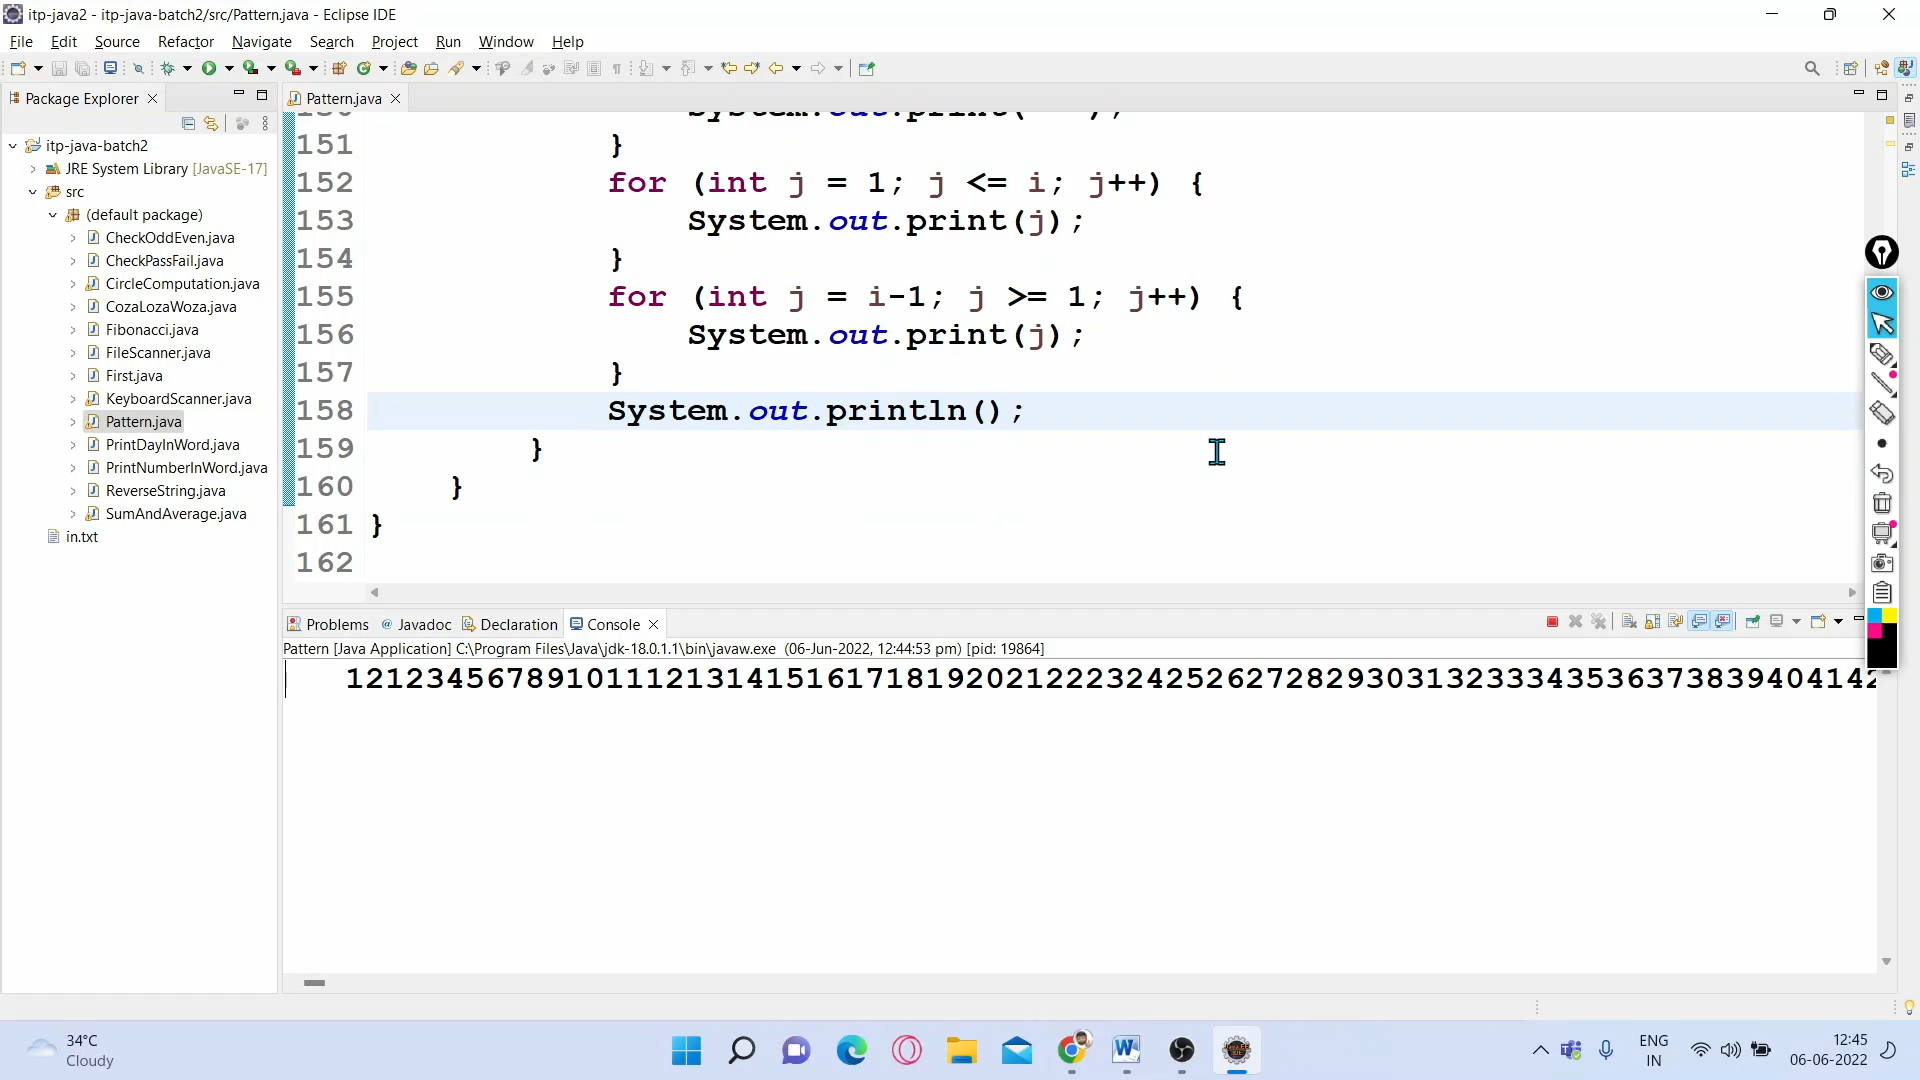 itp-java2 - itp-java-batch2/src/Pattern.java - Eclipse IDE
File Edit Source Refactor Navigate Search Project Run Window Help
Package Explorer
Pattern.java
itp-java-batch2
JRE System Library [JavaSE-17]
src
(default package)
CheckOddEven.java
CheckPassFail.java
CircleComputation.java
CozaLozaWoza.java
Fibonacci.java
FileScanner.java
First.java
KeyboardScanner.java
Pattern.java
PrintDayInWord.java
PrintNumberInWord.java
ReverseString.java
SumAndAverage.java
in.txt
151 }
152 for (int j = 1; j <= i; j++) {
153 System.out.print(j);
154 }
155 for (int j = i-1; j >= 1; j++) {
156 System.out.print(j);
157 }
158 System.out.println();
159 }
160 }
161 }
162
Problems @ Javadoc Declaration Console
Pattern [Java Application] C:\Program Files\Java\jdk-18.0.1.1\bin\javaw.exe (06-Jun-2022, 12:44:53 pm) [pid: 19864]
12123456789101112131415161718192021222324252627282930313233343536373839404142
34°C
Cloudy
ENG
IN
12:45
06-06-2022